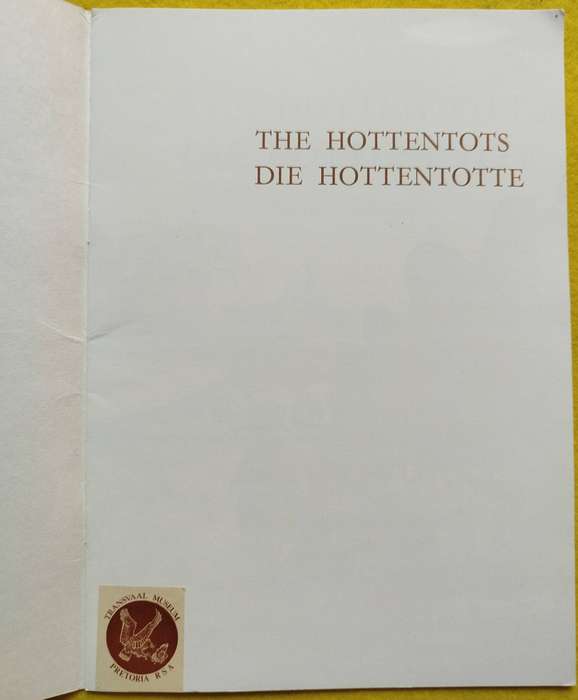 THE HOTTENTOTS
DIE HOTTENTOTTE
TRANSVAAL MUSEUM
PRETORIA RSA